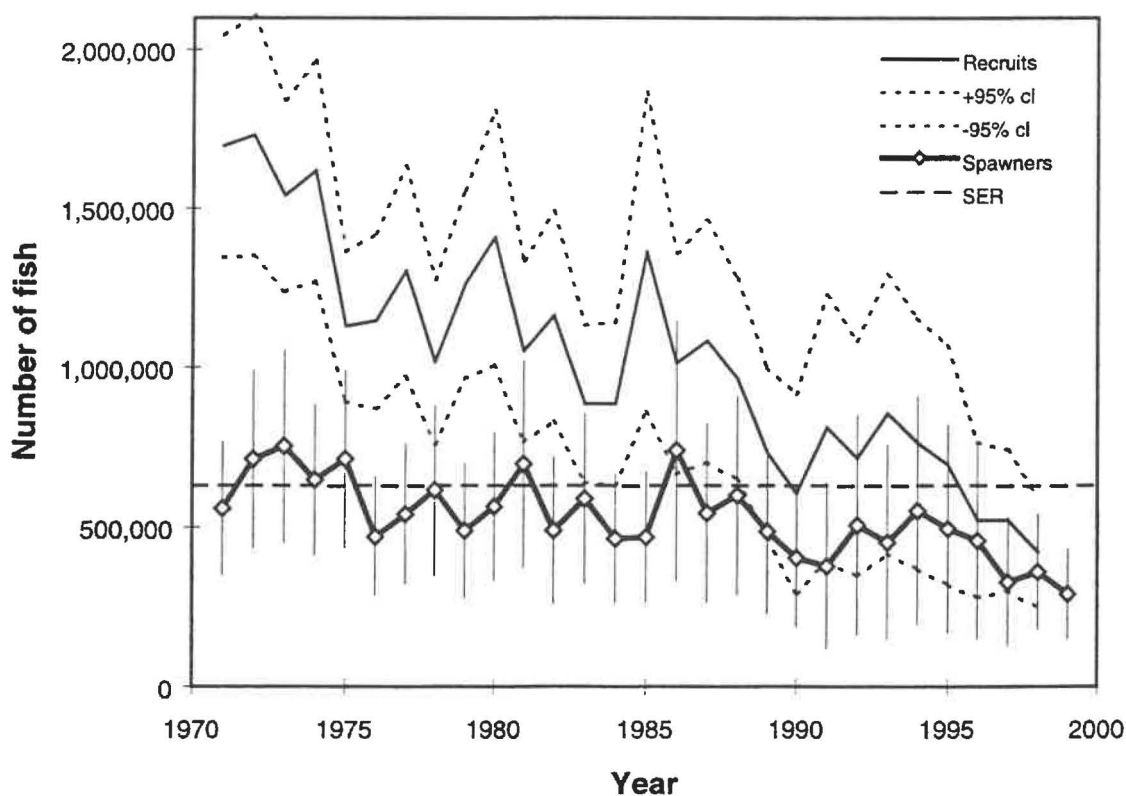 2,000,000
1,500,000
1,000,000
500,000
0
Number of fish
Recruits
+95% cl
-95% cl
Spawners
SER
1970 1975 1980 1985 1990 1995 2000
Year